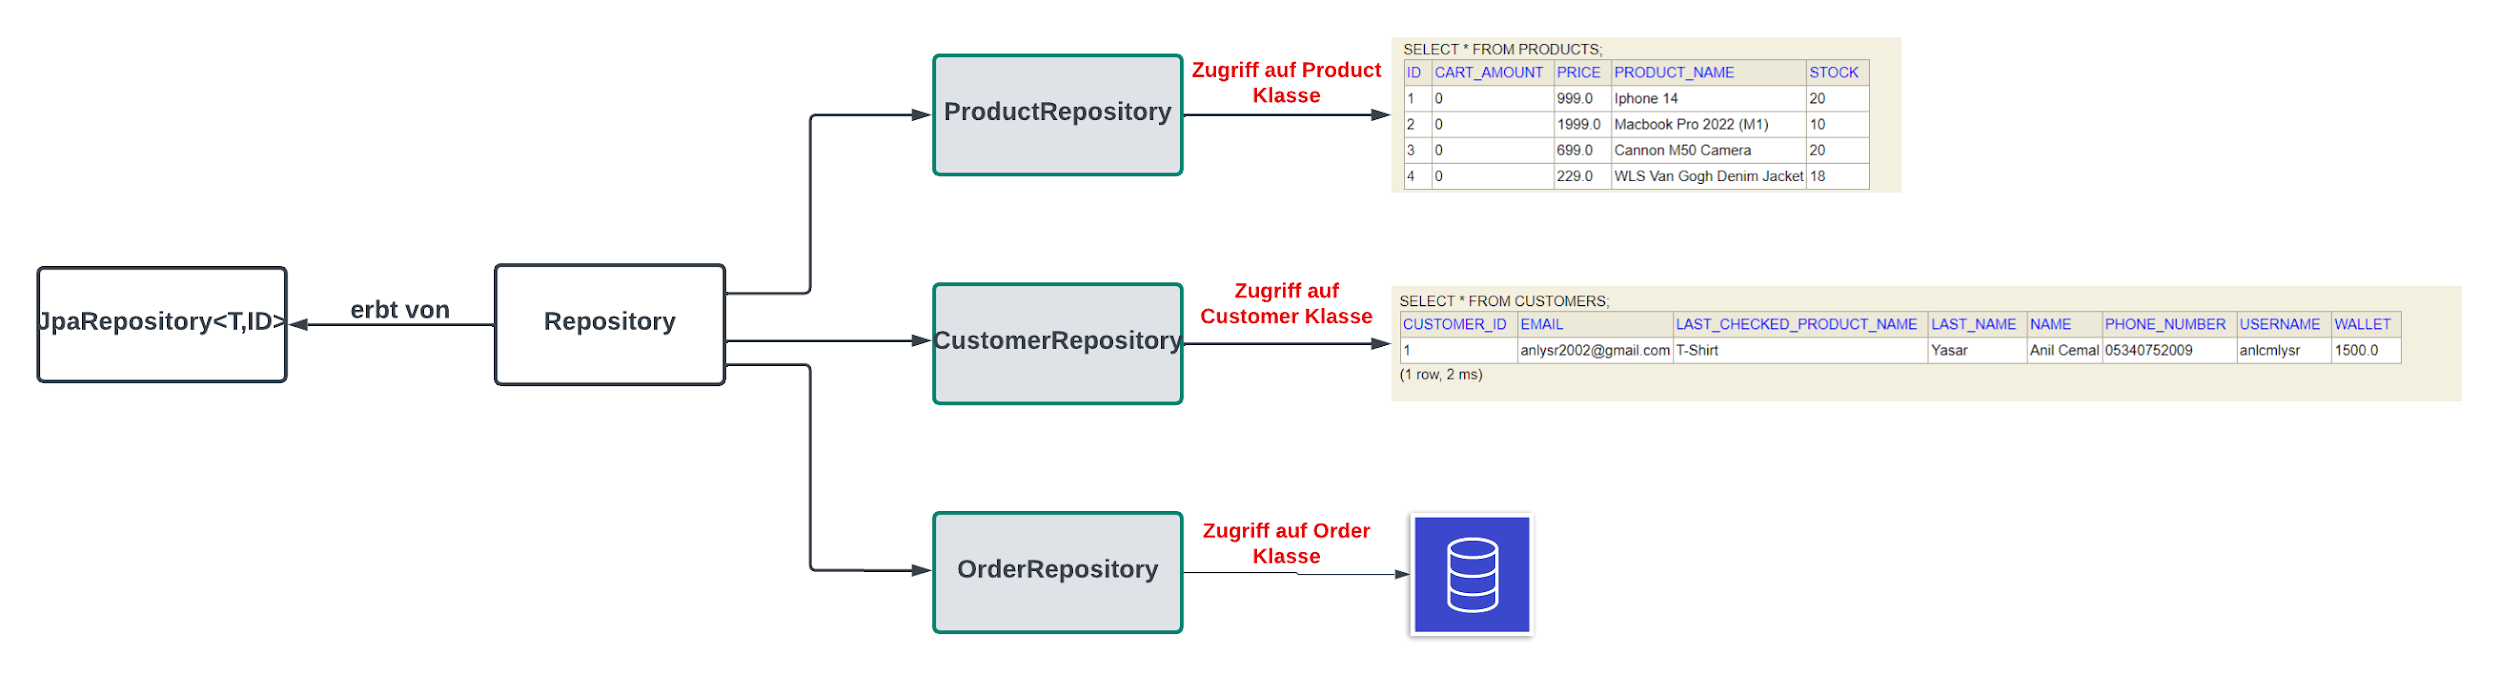 JpaRepository<T,ID>
erbt von
Repository
ProductRepository
Zugriff auf Product
Klasse
SELECT * FROM PRODUCTS;
ID CART_AMOUNT PRICE PRODUCT_NAME STOCK
1 0 999.0 Iphone 14 20
2 0 1999.0 Macbook Pro 2022 (M1) 10
3 0 699.0 Cannon M50 Camera 20
4 0 229.0 WLS Van Gogh Denim Jacket 18
CustomerRepository
Zugriff auf
Customer Klasse
SELECT * FROM CUSTOMERS;
CUSTOMER_ID EMAIL LAST_CHECKED_PRODUCT_NAME LAST_NAME NAME PHONE_NUMBER USERNAME WALLET
1 anlysr2002@gmail.com T-Shirt Yasar Anil Cemal 05340752009 anlcmlysr 1500.0
(1 row, 2 ms)
OrderRepository
Zugriff auf Order
Klasse